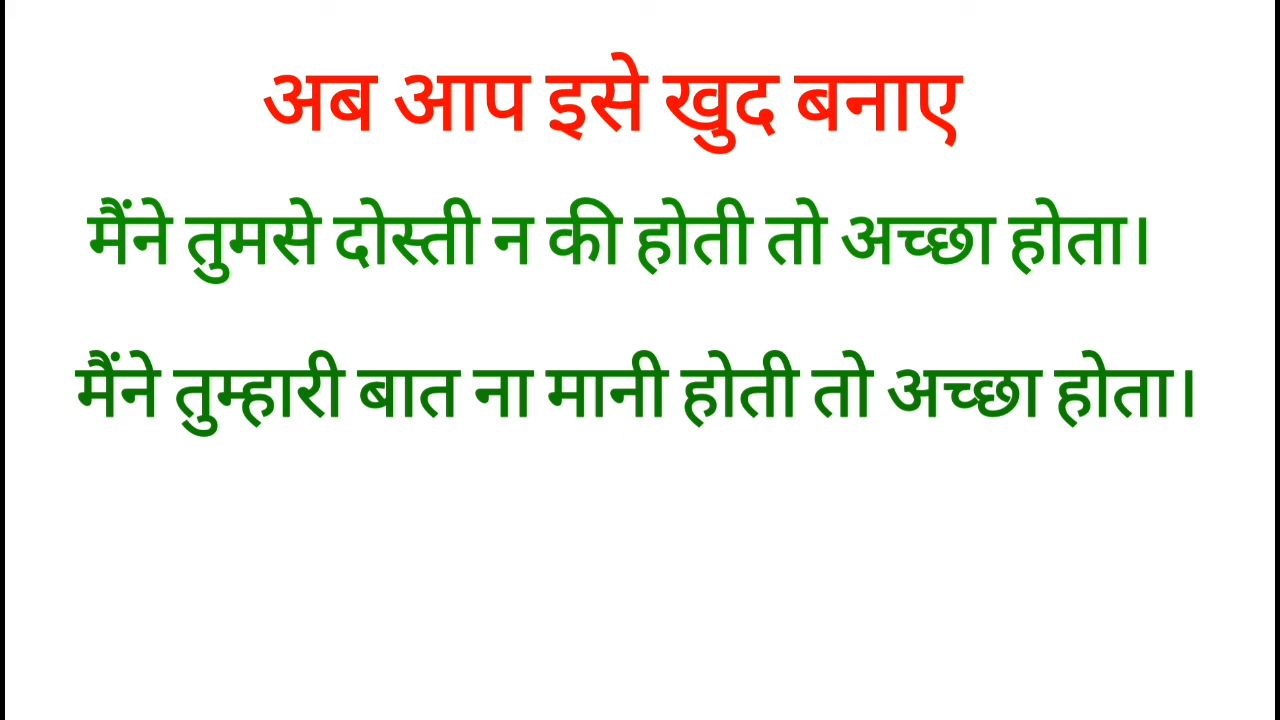 अब आप इसे खुद बनाए
मैंने तुमसे दोस्ती न की होती तो अच्छा होता।
मैंने तुम्हारी बात ना मानी होती तो अच्छा होता।